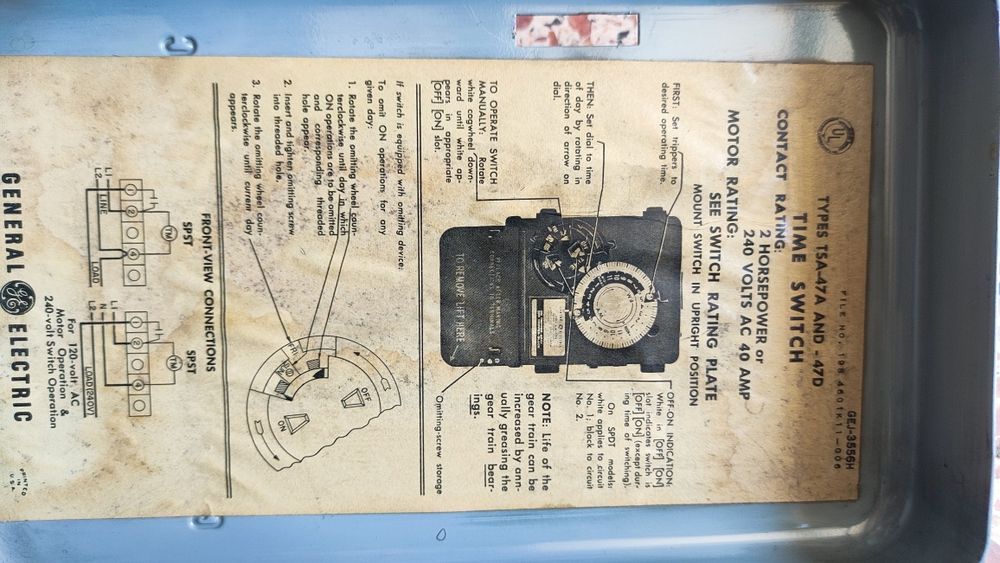 GEJ-3556H
FILE NO. 198 4601K11-006
UL
TYPES TSA-47A AND -47D
TIME SWITCH
CONTACT RATING:
2 HORSEPOWER or
240 VOLTS AC 40 AMP
MOTOR RATING:
SEE SWITCH RATING PLATE
MOUNT SWITCH IN UPRIGHT POSITION
FIRST: Set trippers to
desired operating time.
THEN: Set dial to time
of day by rotating in
direction of arrow on
dial.
TO OPERATE SWITCH
MANUALLY: Rotate
white cogwheel down-
ward until white ap-
pears in appropriate
[OFF] [ON] slot.
OFF-ON INDICATION:
White in [OFF] [ON]
slot indicates switch is
[OFF] [ON] (except dur-
ing time of switching).
On SPDT models:
white applies to circuit
No. 1; black to circuit
No. 2.
NOTE: Life of the
gear train can be
increased by ann-
ually greasing the
gear train bear-
ings.
Omitting-screw storage
TO REMOVE LIFT HERE
If switch is equipped with omitting device:
To omit ON operations for any
given day:
1. Rotate the omitting wheel coun-
terclockwise until day in which
ON operations are to be omitted
and corresponding threaded
hole appear.
2. Insert and tighten omitting screw
into threaded hole.
3. Rotate the omitting wheel coun-
terclockwise until current day
appears.
OFF
ON
FRONT-VIEW CONNECTIONS
SPST
SPST
L1
L2
LINE
LOAD
TM
2
4
L1
N
L2
LOAD(240V)
TM
2
4
For 120-volt, AC
Motor Operation &
240-volt Switch Operation
GENERAL GE ELECTRIC
PRINTED
IN
U.S.A.